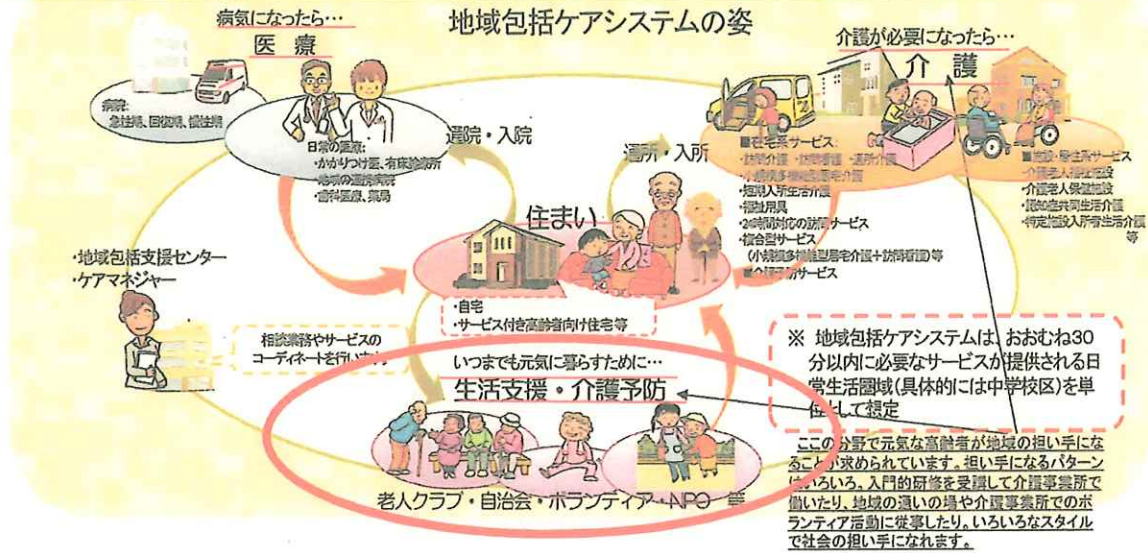 地域包括ケアシステムの姿
病気になったら…
医 療
病院:
急性期、回復期、慢性期
日常の医療:
・かかりつけ医、有床診療所
・地域の連携病院
・歯科医療、薬局
通院・入院
通所・入所
介護が必要になったら…
介 護
■在宅系サービス:
・訪問介護 ・訪問看護 ・通所介護
・小規模多機能型居宅介護
・短期入所生活介護
・福祉用具
・24時間対応の訪問サービス
・複合型サービス
(小規模多機能型居宅介護+訪問看護)等
■介護予防サービス
■施設・居住系サービス
・介護老人福祉施設
・介護老人保健施設
・認知症共同生活介護
・特定施設入所者生活介護
等
住まい
・自宅
・サービス付き高齢者向け住宅 等
・地域包括支援センター
・ケアマネジャー
相談業務やサービスの
コーディネートを行います。
いつまでも元気に暮らすために…
生活支援・介護予防
老人クラブ・自治会・ボランティア・NPO 等
※ 地域包括ケアシステムは、おおむね30
分以内に必要なサービスが提供される日
常生活圏域(具体的には中学校区)を単
位として想定
ここの分野で元気な高齢者が地域の担い手にな
ることが求められています。担い手になるパターン
はいろいろ、入門的研修を受講して介護事業所で
働いたり、地域の通いの場や介護事業所でのボ
ランティア活動に従事したり。いろいろなスタイル
で社会の担い手になれます。